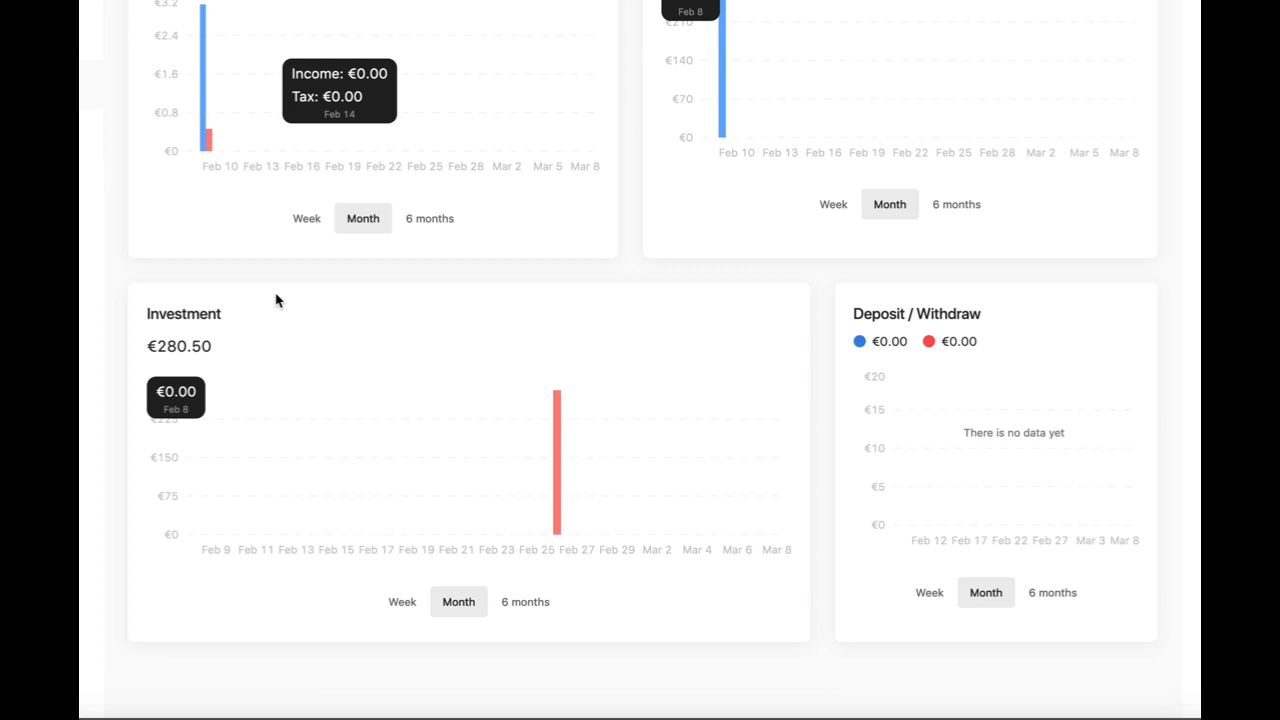 €3.2
€2.4
€1.6
€0.8
€0
Income: €0.00
Tax: €0.00
Feb 14
Feb 10 Feb 13 Feb 16 Feb 19 Feb 22 Feb 25 Feb 28 Mar 2 Mar 5 Mar 8
Week Month 6 months
Feb 8
€210
€140
€70
€0
Feb 10 Feb 13 Feb 16 Feb 19 Feb 22 Feb 25 Feb 28 Mar 2 Mar 5 Mar 8
Week Month 6 months
Investment
€280.50
€0.00
Feb 8
€225
€150
€75
€0
Feb 9 Feb 11 Feb 13 Feb 15 Feb 17 Feb 19 Feb 21 Feb 23 Feb 25 Feb 27 Feb 29 Mar 2 Mar 4 Mar 6 Mar 8
Week Month 6 months
Deposit / Withdraw
€0.00 €0.00
€20
€15
There is no data yet
€10
€5
€0
Feb 12 Feb 17 Feb 22 Feb 27 Mar 3 Mar 8
Week Month 6 months